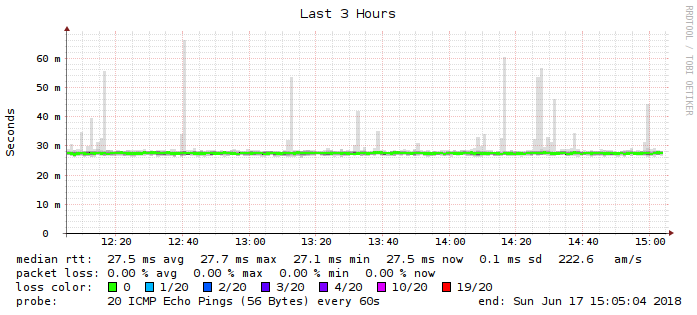 Last 3 Hours
RRDTOOL / TOBI OETIKER
Seconds
60 m
50 m
40 m
30 m
20 m
10 m
0
12:20 12:40 13:00 13:20 13:40 14:00 14:20 14:40 15:00
median rtt: 27.5 ms avg 27.7 ms max 27.1 ms min 27.5 ms now 0.1 ms sd 222.6 am/s
packet loss: 0.00 % avg 0.00 % max 0.00 % min 0.00 % now
loss color: 0 1/20 2/20 3/20 4/20 10/20 19/20
probe: 20 ICMP Echo Pings (56 Bytes) every 60s end: Sun Jun 17 15:05:04 2018